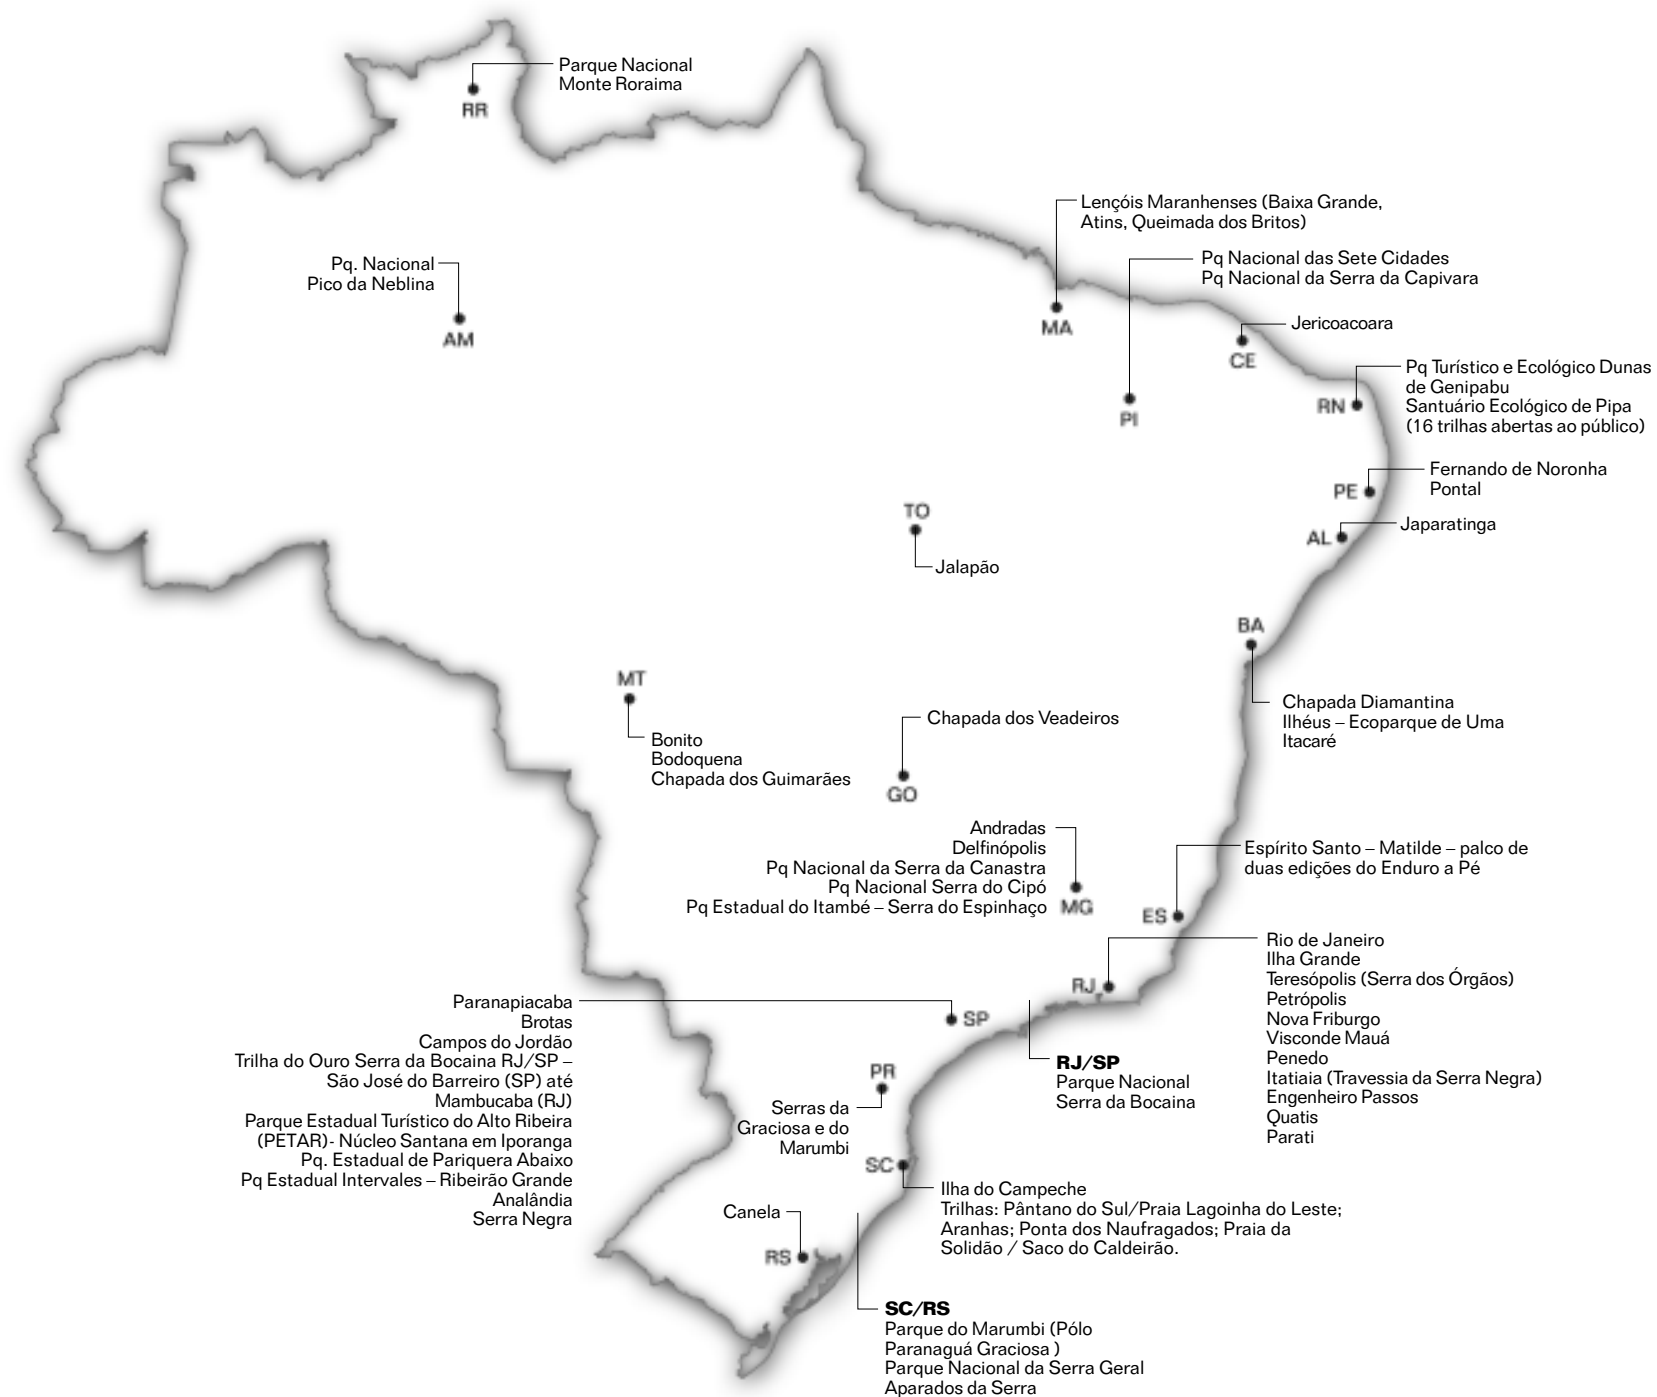 Parque Nacional
Monte Roraima
RR
Lençóis Maranhenses (Baixa Grande,
Atins, Queimada dos Britos)
MA
Pq Nacional das Sete Cidades
Pq Nacional da Serra da Capivara
PI
Pq. Nacional
Pico da Neblina
AM
Jericoacoara
CE
Pq Turístico e Ecológico Dunas
de Genipabu
Santuário Ecológico de Pipa
(16 trilhas abertas ao público)
RN
Fernando de Noronha
Pontal
PE
Japaratinga
AL
TO
Jalapão
BA
Chapada Diamantina
Ilhéus – Ecoparque de Uma
Itacaré
MT
Bonito
Bodoquena
Chapada dos Guimarães
Chapada dos Veadeiros
GO
Andradas
Delfinópolis
Pq Nacional da Serra da Canastra
Pq Nacional Serra do Cipó
Pq Estadual do Itambé – Serra do Espinhaço
MG
Espírito Santo – Matilde – palco de
duas edições do Enduro a Pé
ES
Rio de Janeiro
Ilha Grande
Teresópolis (Serra dos Órgãos)
Petrópolis
Nova Friburgo
Visconde Mauá
Penedo
Itatiaia (Travessia da Serra Negra)
Engenheiro Passos
Quatis
Parati
RJ
Paranapiacaba
Brotas
Campos do Jordão
Trilha do Ouro Serra da Bocaina RJ/SP –
São José do Barreiro (SP) até
Mambucaba (RJ)
Parque Estadual Turístico do Alto Ribeira
(PETAR)- Núcleo Santana em Iporanga
Pq. Estadual de Pariquera Abaixo
Pq Estadual Intervales – Ribeirão Grande
Analândia
Serra Negra
SP
RJ/SP
Parque Nacional
Serra da Bocaina
PR
Serras da
Graciosa e do
Marumbi
SC
Ilha do Campeche
Trilhas: Pântano do Sul/Praia Lagoinha do Leste;
Aranhas; Ponta dos Naufragados; Praia da
Solidão / Saco do Caldeirão.
Canela
RS
SC/RS
Parque do Marumbi (Pólo
Paranaguá Graciosa )
Parque Nacional da Serra Geral
Aparados da Serra